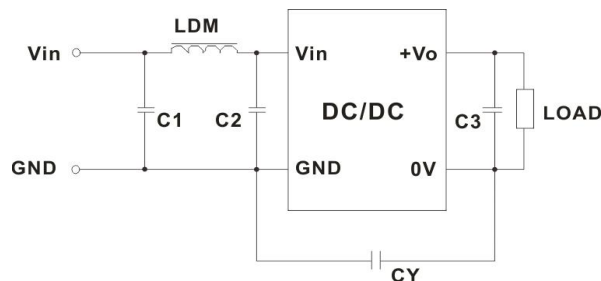 LDM
Vin
Vin
+Vo
C1
C2
DC/DC
C3
LOAD
GND
GND
0V
CY